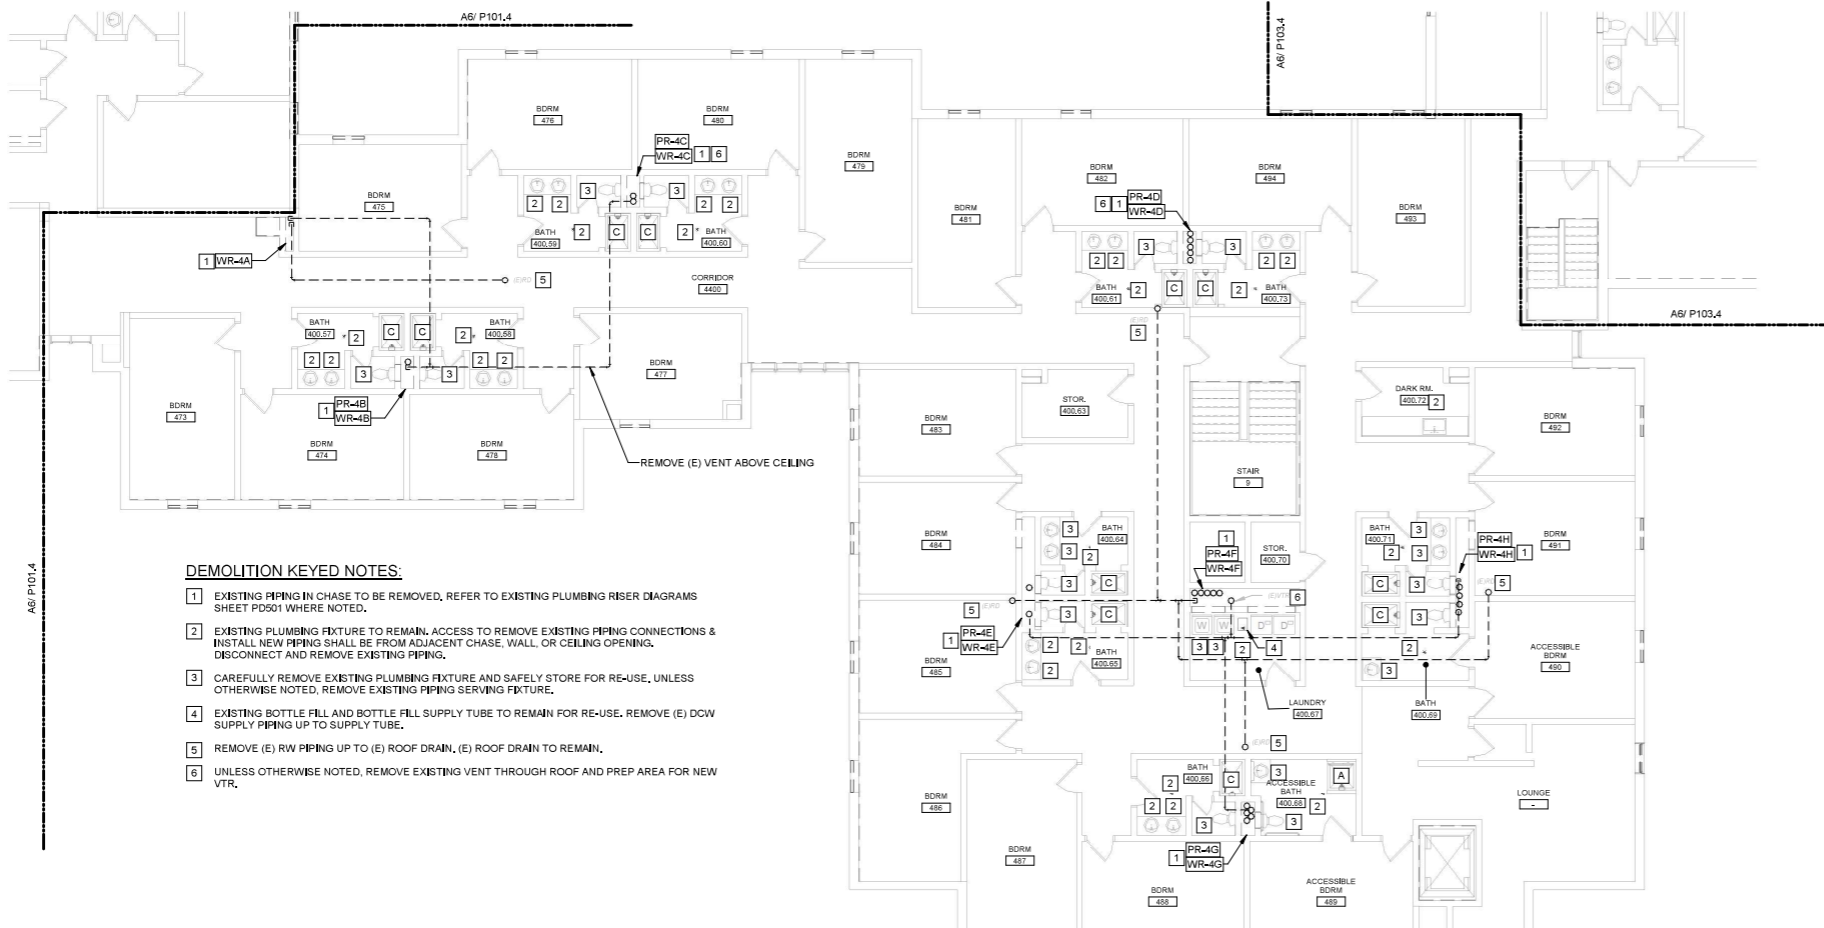 A6/ P101.4
A6/ P103.4
BDRM
476
BDRM
480
PR-4C
WR-4C 1 6
BDRM
479
BDRM
475
3 3
2 2 2 2
BATH
400.59
2 C C 2
BATH
400.60
1 WR-4A
(E)RD 5
CORRIDOR
4400
BDRM
481
BDRM
482
6 1 PR-4D
WR-4D
BDRM
494
BDRM
493
3 3
2 2 2 2
BATH
400.61
2 C C 2
BATH
400.73
(E)RD
5
A6/ P103.4
BATH
400.57
2 C C 2
BATH
400.58
2 2 2 2
3 3
BDRM
473
1 PR-4B
WR-4B
BDRM
474
BDRM
478
BDRM
477
REMOVE (E) VENT ABOVE CEILING
BDRM
483
STOR.
400.63
DARK RM.
400.72 2
BDRM
492
STAIR
9
BDRM
484
3
3
BATH
400.64
2
3 C
3 C
1
PR-4F
WR-4F
STOR.
400.70
BATH
400.71
3
2 3
C 3
C 3
PR-4H
WR-4H 1
BDRM
491
(E)RD
5
5 (E)RD
1 PR-4E
WR-4E
(E)VTR 6
W W D D
3 3 2 4
BDRM
485
2 2
2
BATH
400.65
2
3
BATH
400.69
ACCESSIBLE
BDRM
490
LAUNDRY
400.67
(E)RD 5
BDRM
486
BATH
400.66
2
2 2
C
3
3
ACCESSIBLE
BATH
400.68 2
A
3
LOUNGE
-
BDRM
487
1 PR-4G
WR-4G
BDRM
488
ACCESSIBLE
BDRM
489
A6/ P101.4
DEMOLITION KEYED NOTES:
1 EXISTING PIPING IN CHASE TO BE REMOVED. REFER TO EXISTING PLUMBING RISER DIAGRAMS
SHEET PD501 WHERE NOTED.
2 EXISTING PLUMBING FIXTURE TO REMAIN. ACCESS TO REMOVE EXISTING PIPING CONNECTIONS &
INSTALL NEW PIPING SHALL BE FROM ADJACENT CHASE, WALL, OR CEILING OPENING.
DISCONNECT AND REMOVE EXISTING PIPING.
3 CAREFULLY REMOVE EXISTING PLUMBING FIXTURE AND SAFELY STORE FOR RE-USE. UNLESS
OTHERWISE NOTED, REMOVE EXISTING PIPING SERVING FIXTURE.
4 EXISTING BOTTLE FILL AND BOTTLE FILL SUPPLY TUBE TO REMAIN FOR RE-USE. REMOVE (E) DCW
SUPPLY PIPING UP TO SUPPLY TUBE.
5 REMOVE (E) RW PIPING UP TO (E) ROOF DRAIN. (E) ROOF DRAIN TO REMAIN.
6 UNLESS OTHERWISE NOTED, REMOVE EXISTING VENT THROUGH ROOF AND PREP AREA FOR NEW
VTR.